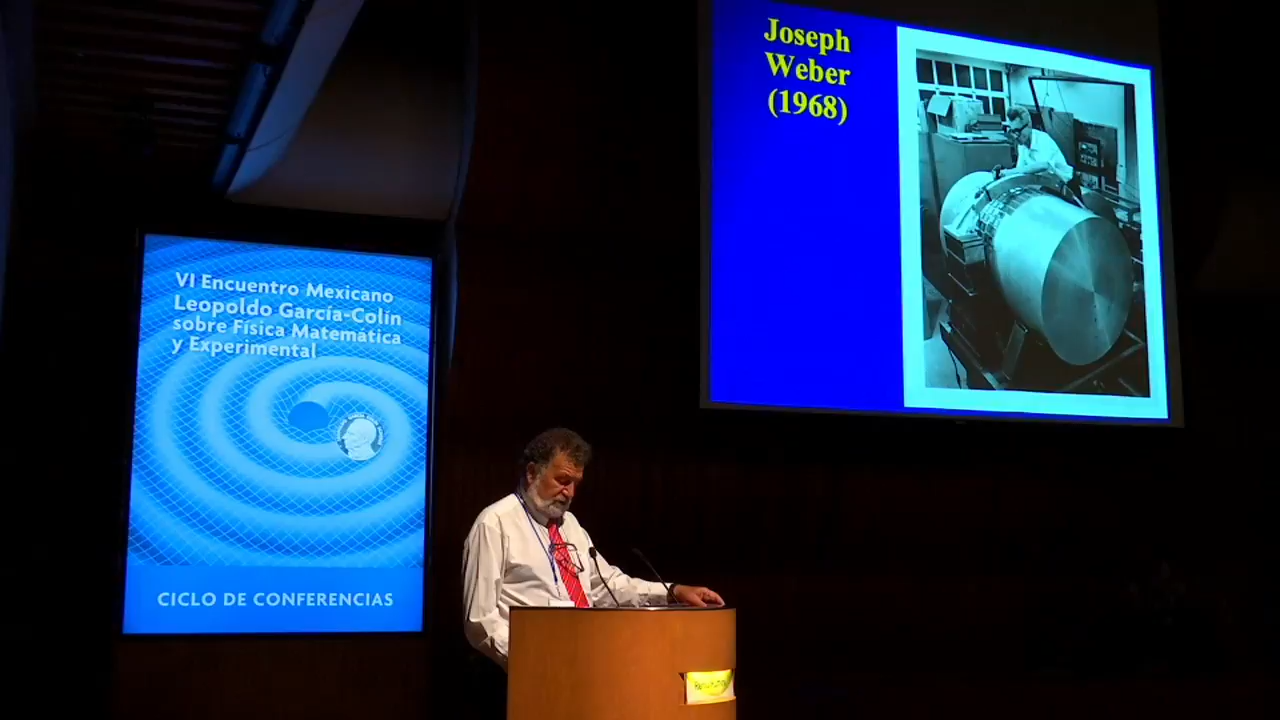 VI Encuentro Mexicano
Leopoldo García-Colín
sobre Física Matemática
y Experimental
CICLO DE CONFERENCIAS
Joseph
Weber
(1968)